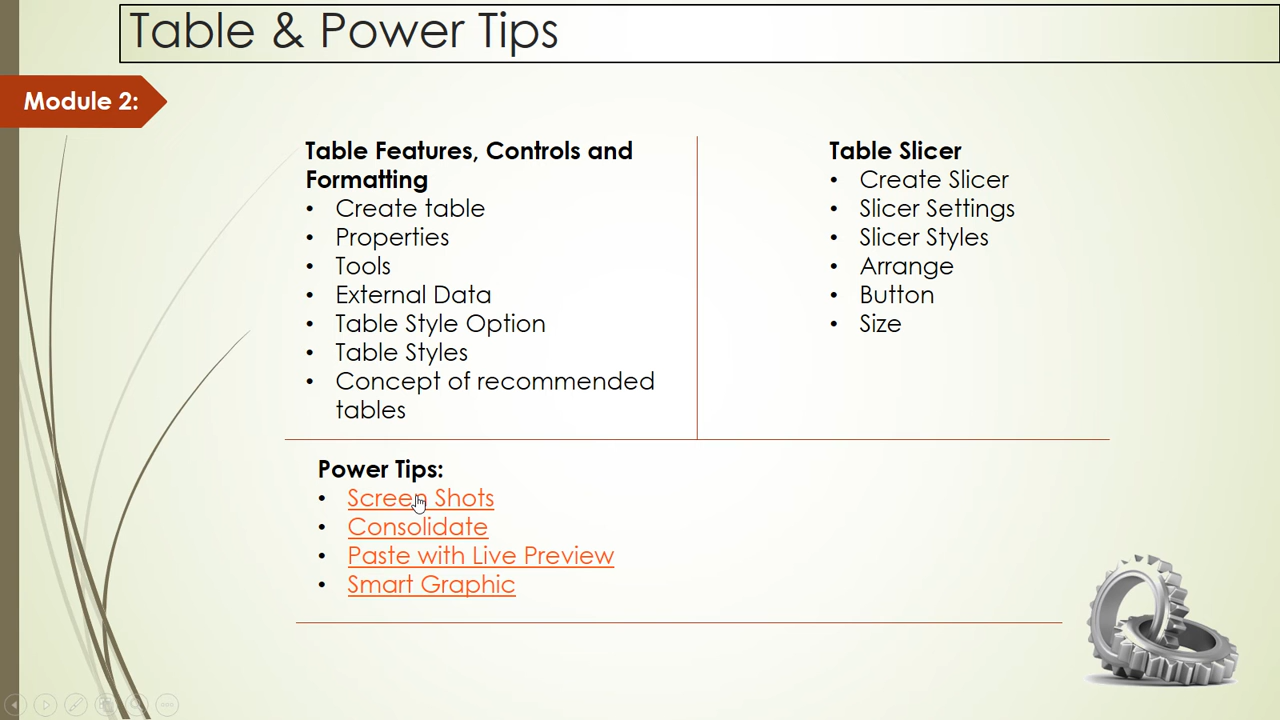 Table & Power Tips
Module 2:
Table Features, Controls and
Formatting
• Create table
• Properties
• Tools
• External Data
• Table Style Option
• Table Styles
• Concept of recommended
tables
Table Slicer
• Create Slicer
• Slicer Settings
• Slicer Styles
• Arrange
• Button
• Size
Power Tips:
• Screen Shots
• Consolidate
• Paste with Live Preview
• Smart Graphic